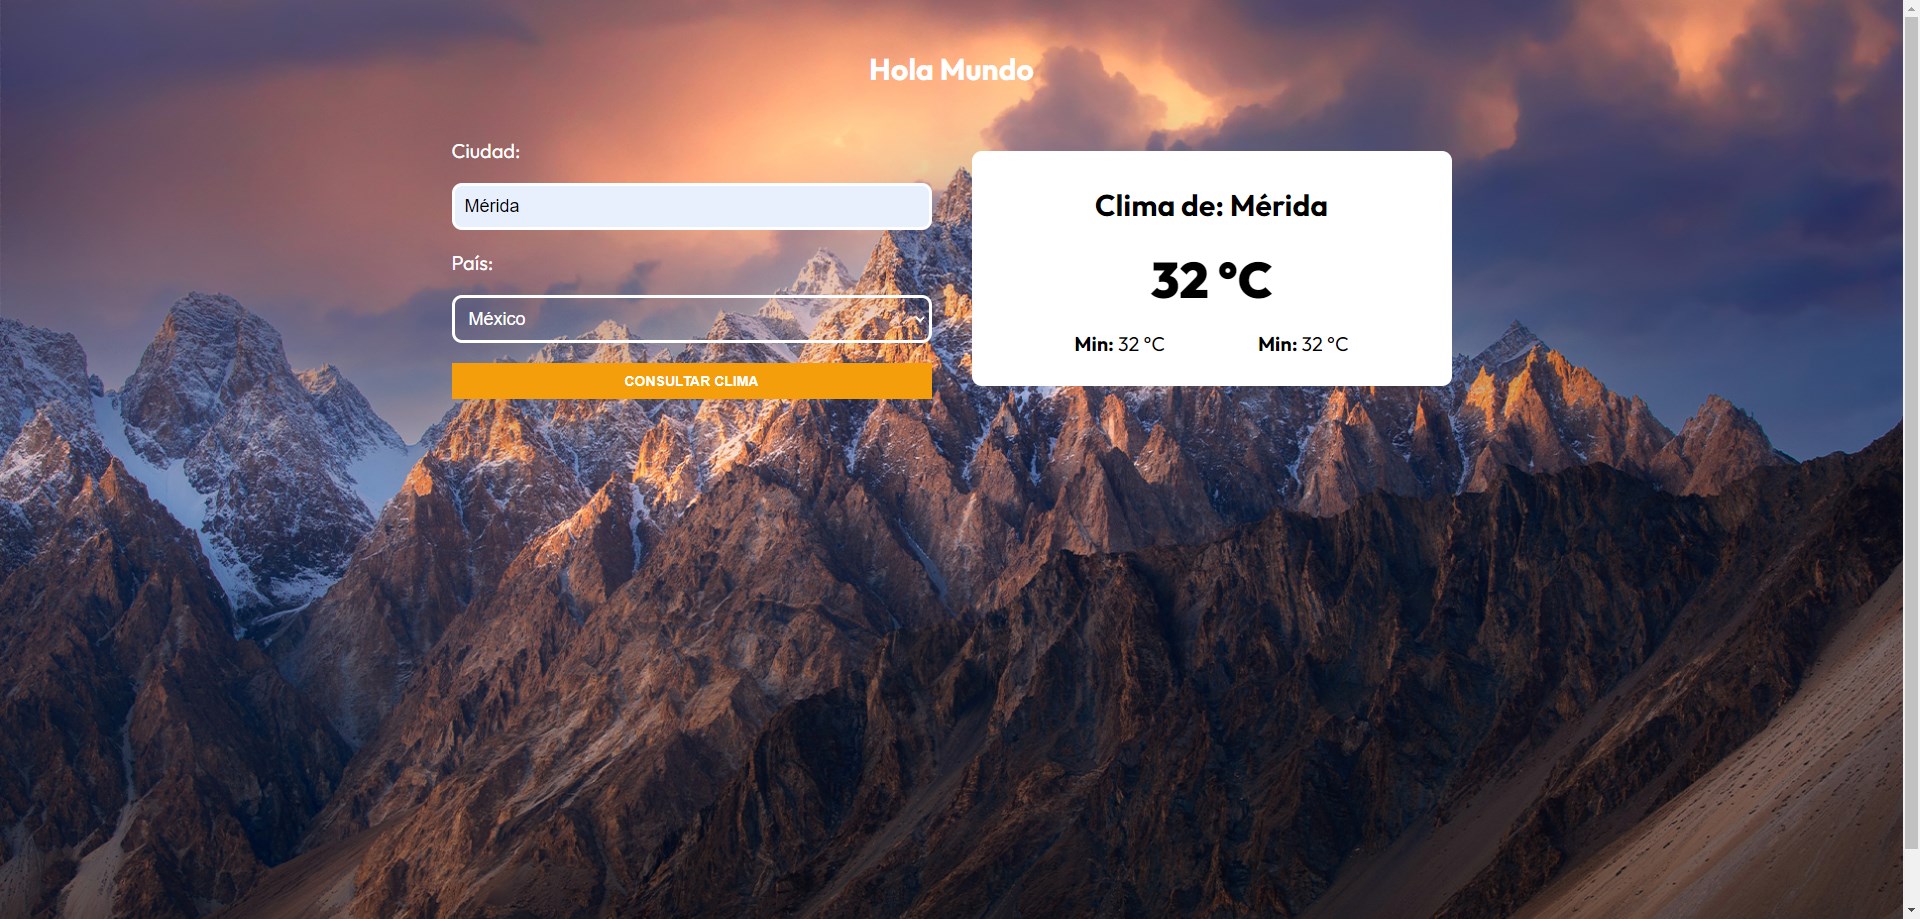 Hola Mundo
Ciudad:
Mérida
País:
México
CONSULTAR CLIMA
Clima de: Mérida
32 °C
Min: 32 °C
Min: 32 °C